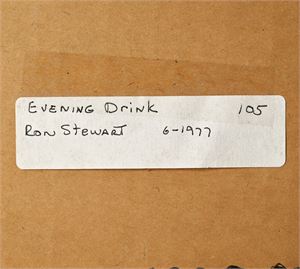 Evening Drink 105
Ron Stewart 6-1977